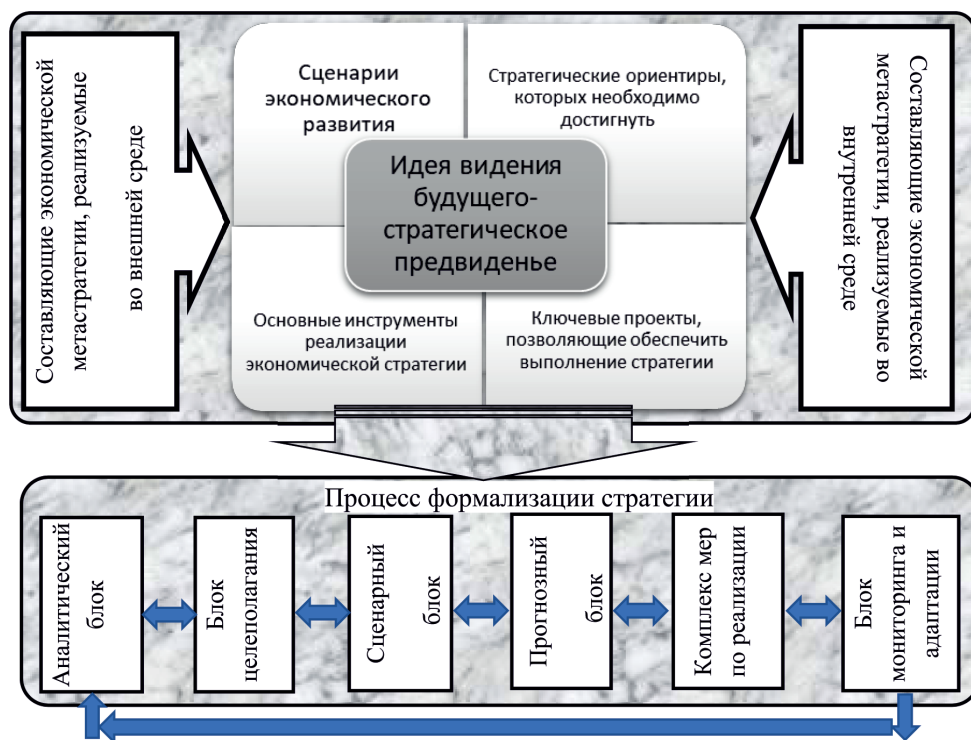 Составляющие экономической
метастратегии, реализуемые
во внешней среде
Сценарии
экономического
развития
Стратегические ориентиры,
которых необходимо
достигнуть
Идея видения
будущего-
стратегическое
предвиденье
Основные инструменты
реализации
экономической стратегии
Ключевые проекты,
позволяющие обеспечить
выполнение стратегии
Составляющие экономической
метастратегии, реализуемые во
внутренней среде
Процесс формализации стратегии
Аналитический
блок
Блок
целеполагания
Сценарный
блок
Прогнозный
блок
Комплекс мер
по реализации
Блок
мониторинга и
адаптации